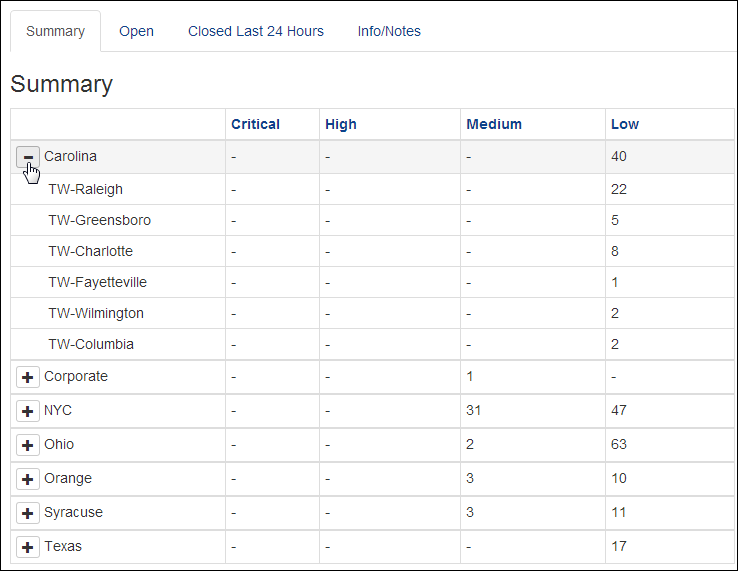 Summary Open Closed Last 24 Hours Info/Notes
Summary
Critical High Medium Low
Carolina - - - 40
TW-Raleigh - - - 22
TW-Greensboro - - - 5
TW-Charlotte - - - 8
TW-Fayetteville - - - 1
TW-Wilmington - - - 2
TW-Columbia - - - 2
Corporate - - 1 -
NYC - - 31 47
Ohio - - 2 63
Orange - - 3 10
Syracuse - - 3 11
Texas - - - 17